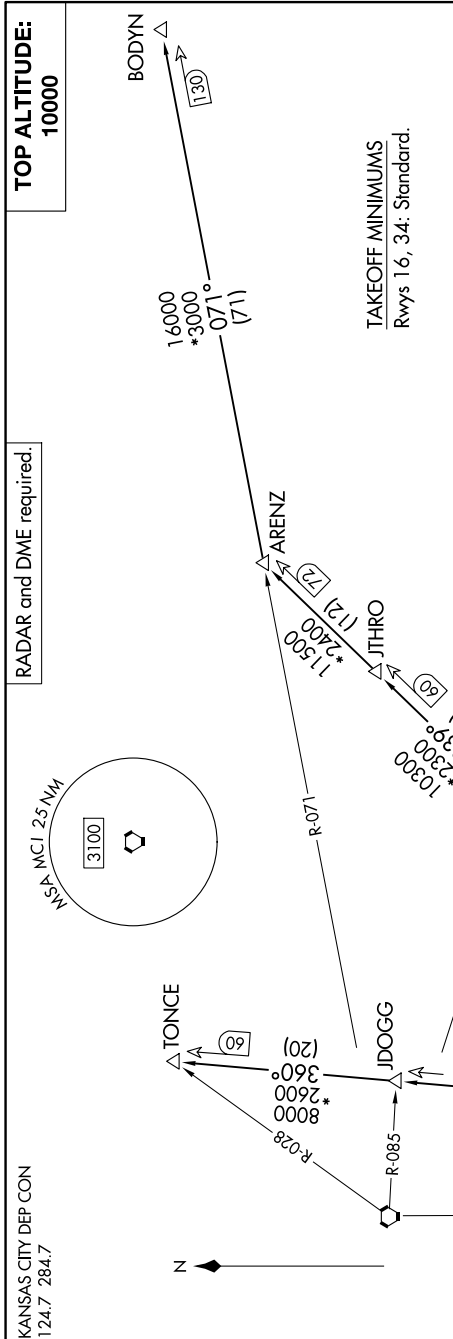 KANSAS CITY DEP CON
124.7 284.7
RADAR and DME required.
TOP ALTITUDE:
10000
MSA MCI 25 NM
3100
N
TONCE
60
8000
*2600
360°
(20)
R-028
JDOGG
R-085
R-071
BODYN
130
16000
*3000
071°
(71)
ARENZ
72
11500
*2400
(12)
JTHRO
60
10300
*2300
TAKEOFF MINIMUMS
Rwys 16, 34: Standard.